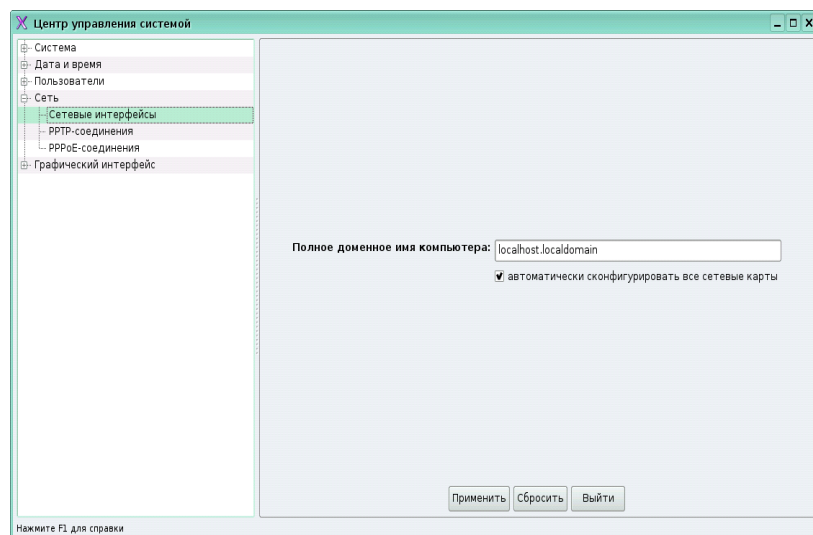 Центр управления системой
Система
Дата и время
Пользователи
Сеть
Сетевые интерфейсы
PPTP-соединения
PPPoE-соединения
Графический интерфейс
Полное доменное имя компьютера: localhost.localdomain
автоматически сконфигурировать все сетевые карты
Применить Сбросить Выйти
Нажмите F1 для справки